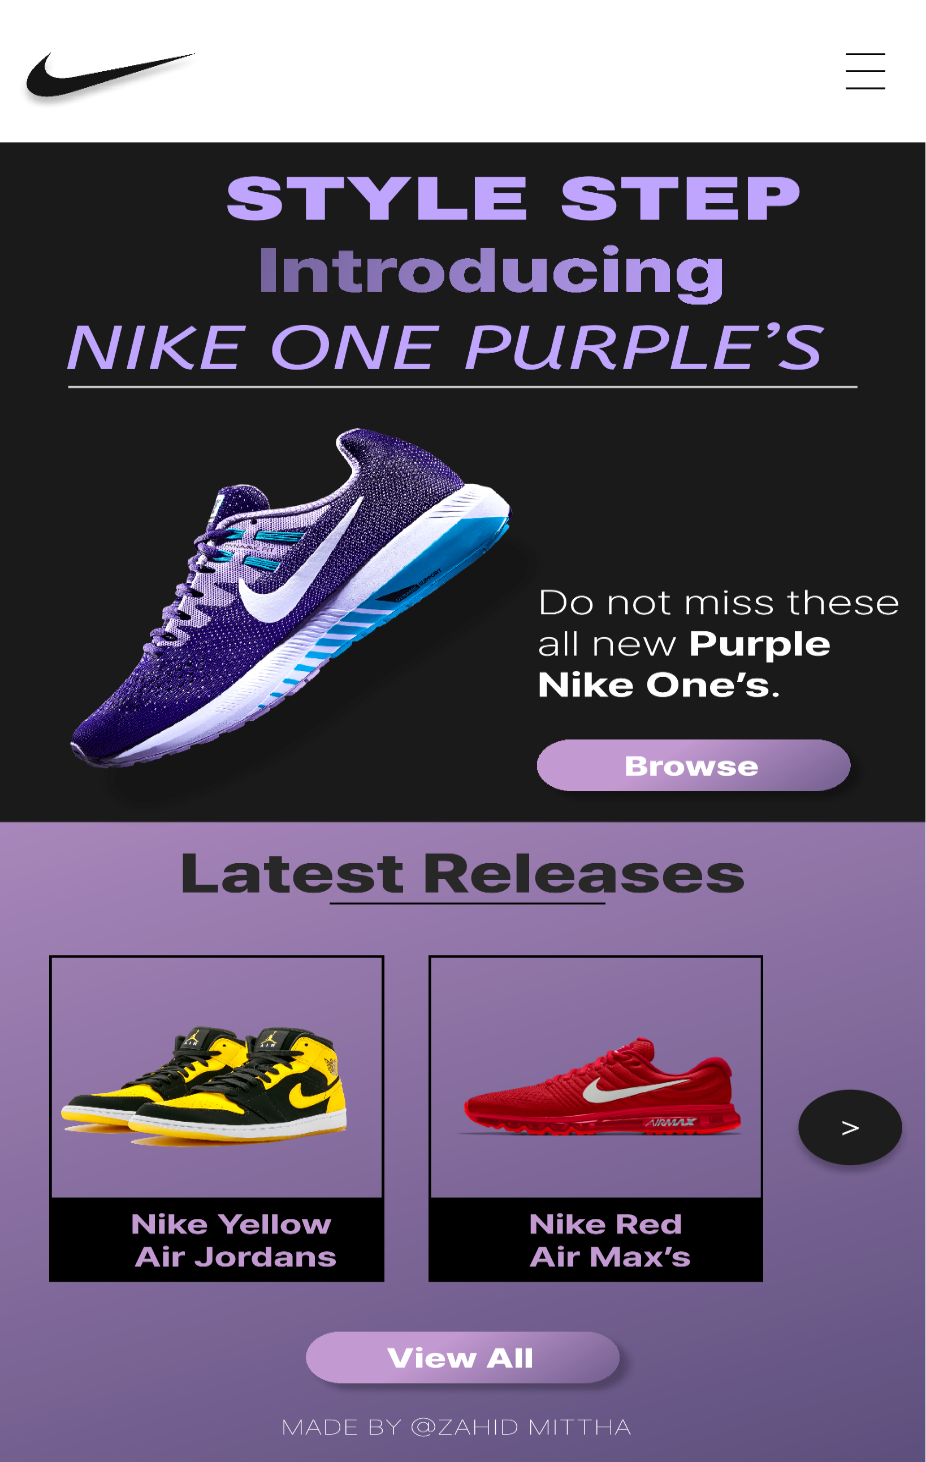 STYLE STEP
Introducing
NIKE ONE PURPLE’S
Do not miss these
all new Purple
Nike One’s.
Browse
Latest Releases
AIRMAX
>
Nike Yellow
Air Jordans
Nike Red
Air Max’s
View All
MADE BY @ZAHID MITTHA